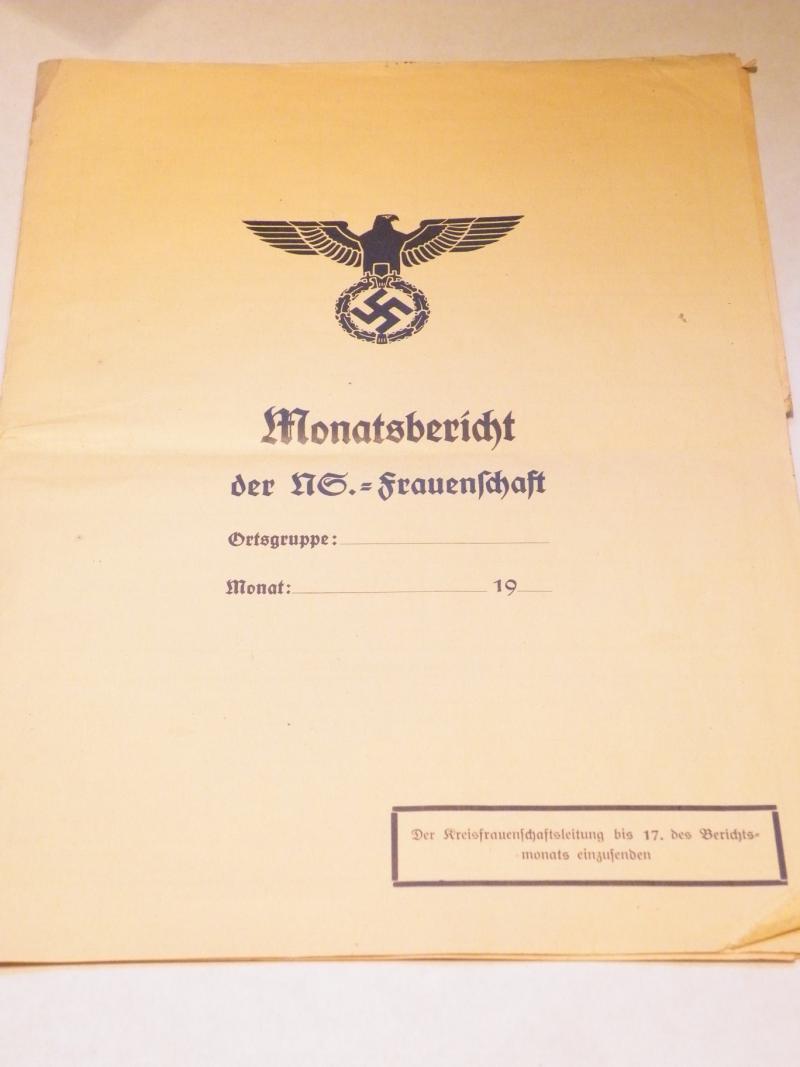 Monatsbericht
der NS.=Frauenschaft
Ortsgruppe:
Monat: 19
Der Kreisfrauenschaftsleitung bis 17. des Berichts=
monats einzusenden